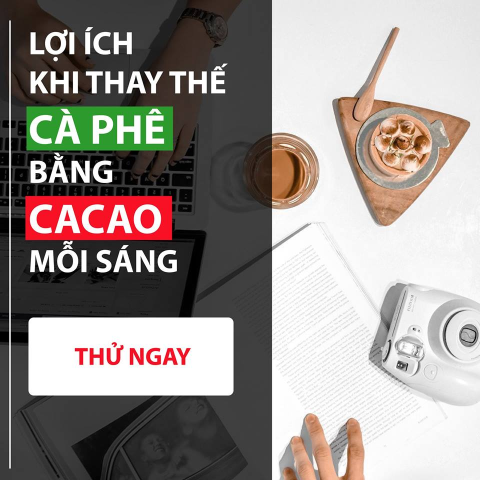 LỢI ÍCH
KHI THAY THẾ
CÀ PHÊ
BẰNG
CACAO
MỖI SÁNG
THỬ NGAY